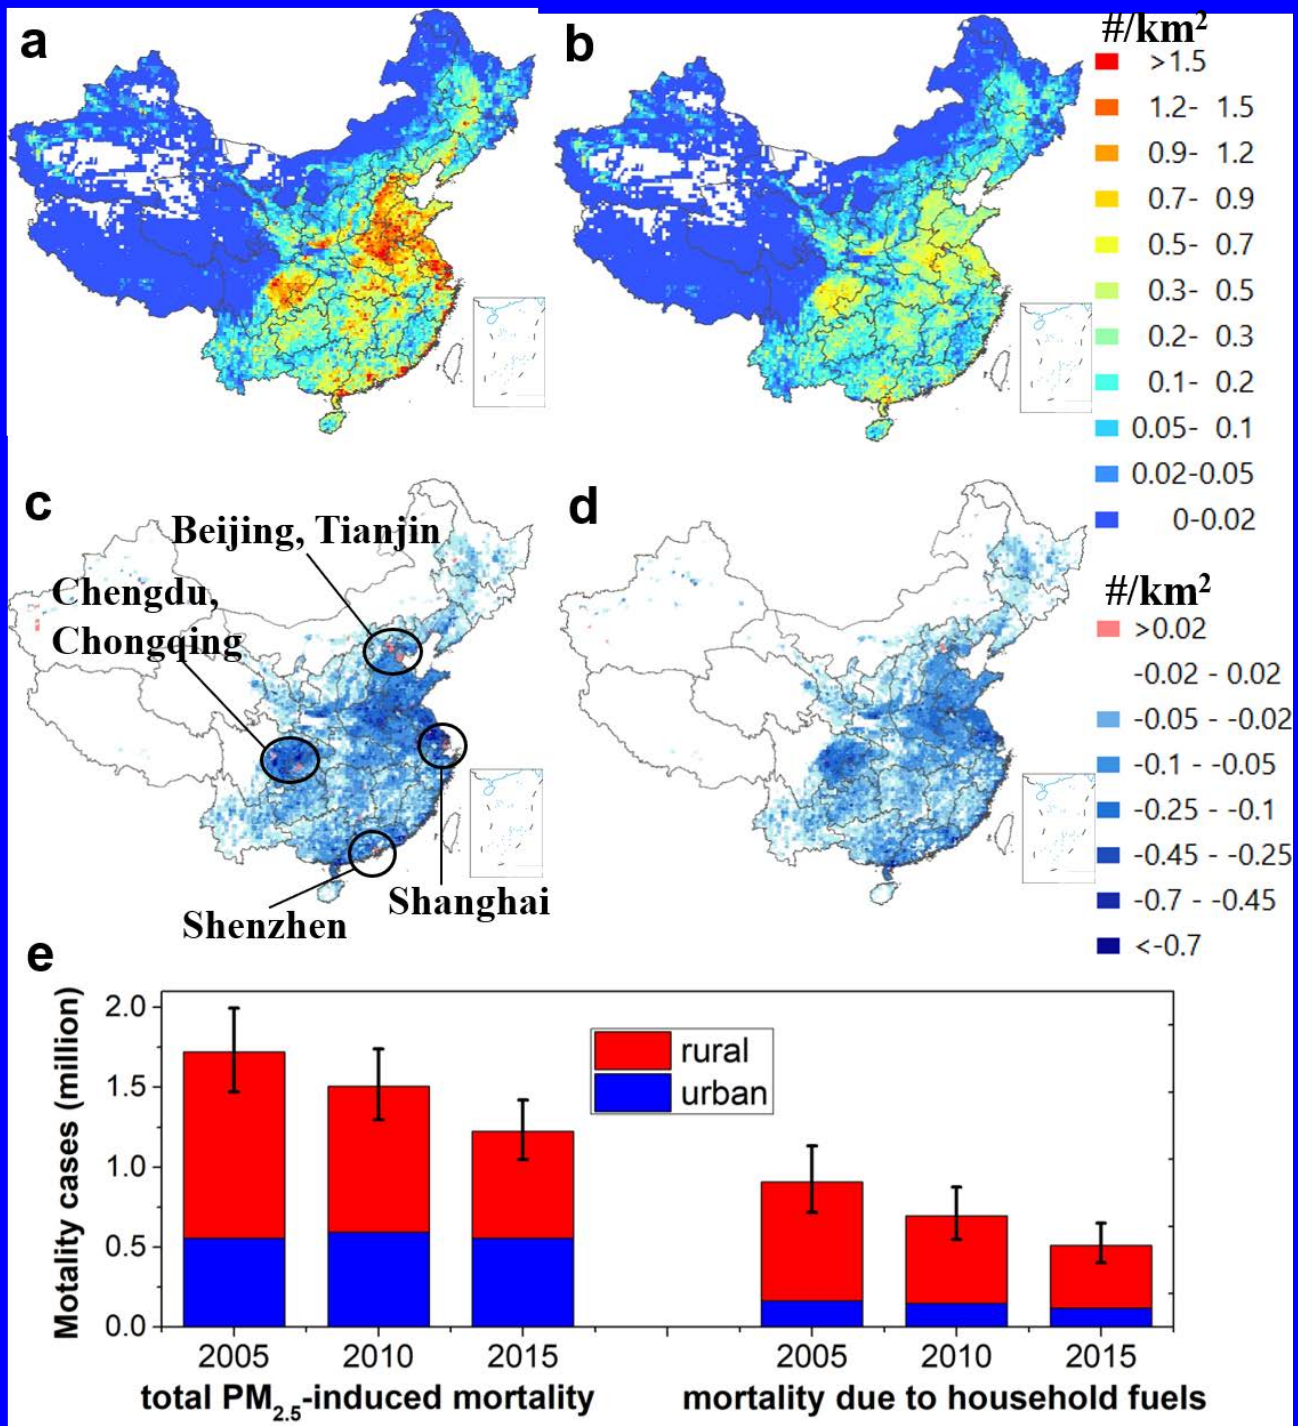 a
b
#/km²
>1.5
1.2- 1.5
0.9- 1.2
0.7- 0.9
0.5- 0.7
0.3- 0.5
0.2- 0.3
0.1- 0.2
0.05- 0.1
0.02-0.05
0-0.02
c
d
Beijing, Tianjin
Chengdu,
Chongqing
Shenzhen
Shanghai
#/km²
>0.02
-0.02 - 0.02
-0.05 - -0.02
-0.1 - -0.05
-0.25 - -0.1
-0.45 - -0.25
-0.7 - -0.45
<-0.7
e
Motality cases (million)
2.0
1.5
1.0
0.5
0.0
rural
urban
2005 2010 2015 2005 2010 2015
total PM₂.₅-induced mortality mortality due to household fuels